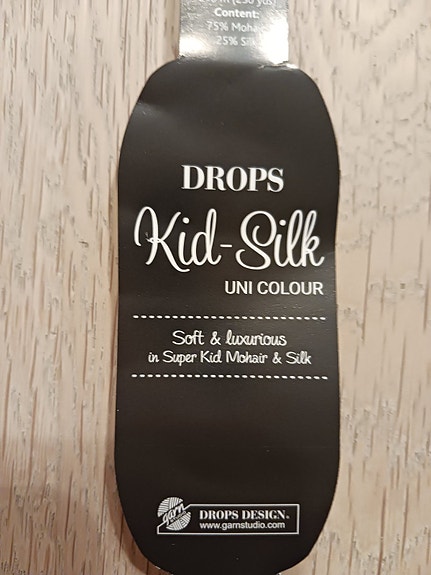 Content:
75% Mohair
25% Silk
DROPS
Kid-Silk
UNI COLOUR
Soft & luxurious
in Super Kid Mohair & Silk
garn
DROPS DESIGN®
www.garnstudio.com